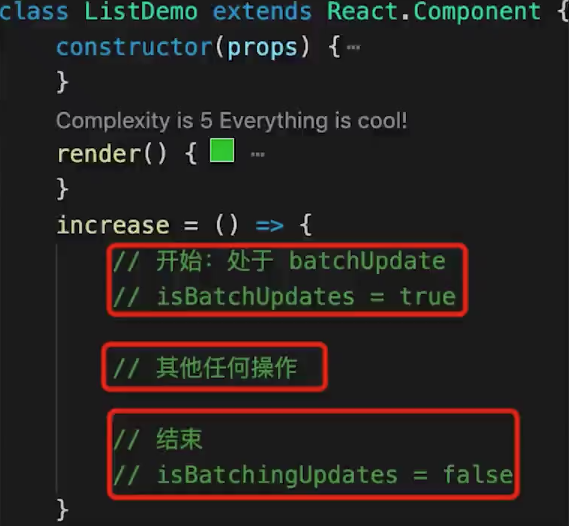 class ListDemo extends React.Component {
constructor(props) {…
}
Complexity is 5 Everything is cool!
render() { …
}
increase = () => {
// 开始：处于 batchUpdate
// isBatchUpdates = true
// 其他任何操作
// 结束
// isBatchingUpdates = false
}